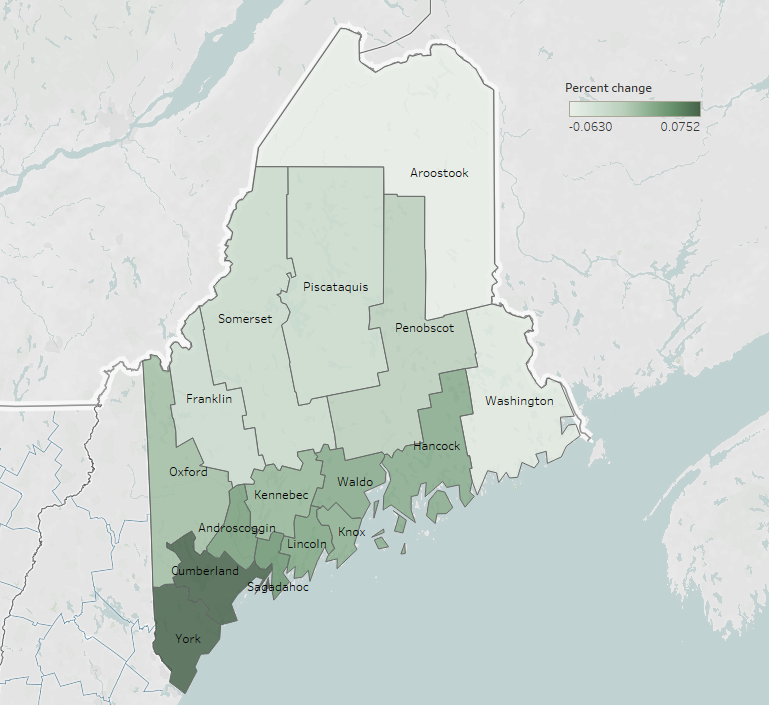 Percent change
-0.0630 0.0752
Aroostook
Piscataquis
Somerset
Penobscot
Franklin
Washington
Hancock
Oxford
Waldo
Kennebec
Androscoggin
Knox
Lincoln
Cumberland
Sagadahoc
York